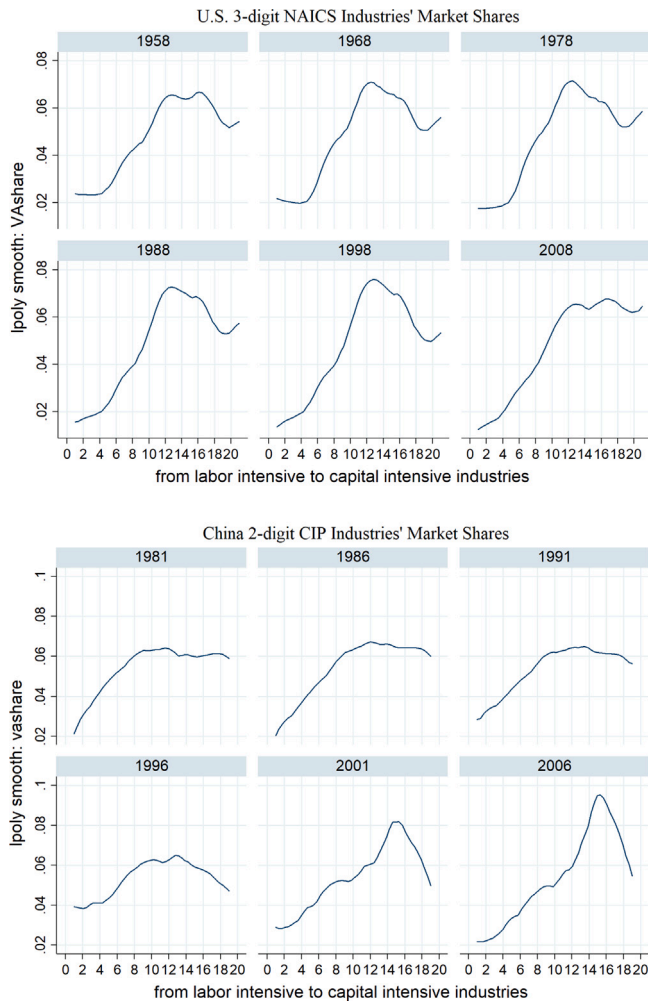 U.S. 3-digit NAICS Industries' Market Shares
1958 1968 1978
.08
.06
.04
.02
1988 1998 2008
.08
.06
.04
.02
lpoly smooth: VAshare
0 2 4 6 8 10 12 14 16 18 20 0 2 4 6 8 10 12 14 16 18 20 0 2 4 6 8 10 12 14 16 18 20
from labor intensive to capital intensive industries
China 2-digit CIP Industries' Market Shares
1981 1986 1991
.1
.08
.06
.04
.02
1996 2001 2006
.1
.08
.06
.04
.02
lpoly smooth: vashare
0 2 4 6 8 10 12 14 16 18 20 0 2 4 6 8 10 12 14 16 18 20 0 2 4 6 8 10 12 14 16 18 20
from labor intensive to capital intensive industries